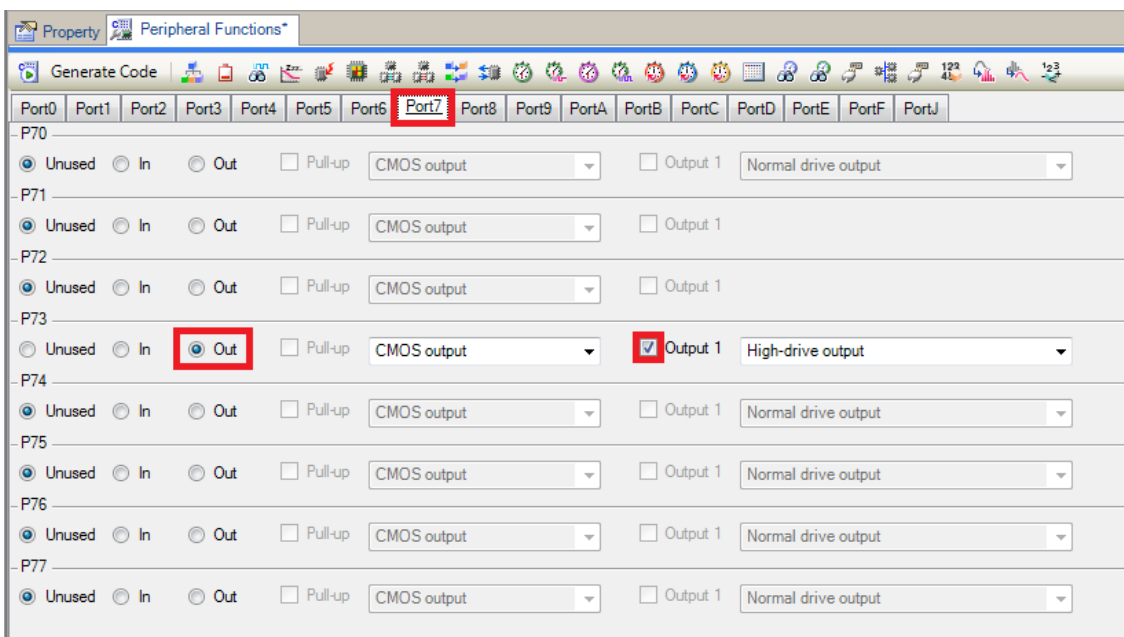 Property Peripheral Functions*
Generate Code
Port0 Port1 Port2 Port3 Port4 Port5 Port6 Port7 Port8 Port9 PortA PortB PortC PortD PortE PortF PortJ
P70
Unused In Out Pull-up CMOS output Output 1 Normal drive output
P71
Unused In Out Pull-up CMOS output Output 1
P72
Unused In Out Pull-up CMOS output Output 1
P73
Unused In Out Pull-up CMOS output Output 1 High-drive output
P74
Unused In Out Pull-up CMOS output Output 1 Normal drive output
P75
Unused In Out Pull-up CMOS output Output 1 Normal drive output
P76
Unused In Out Pull-up CMOS output Output 1 Normal drive output
P77
Unused In Out Pull-up CMOS output Output 1 Normal drive output